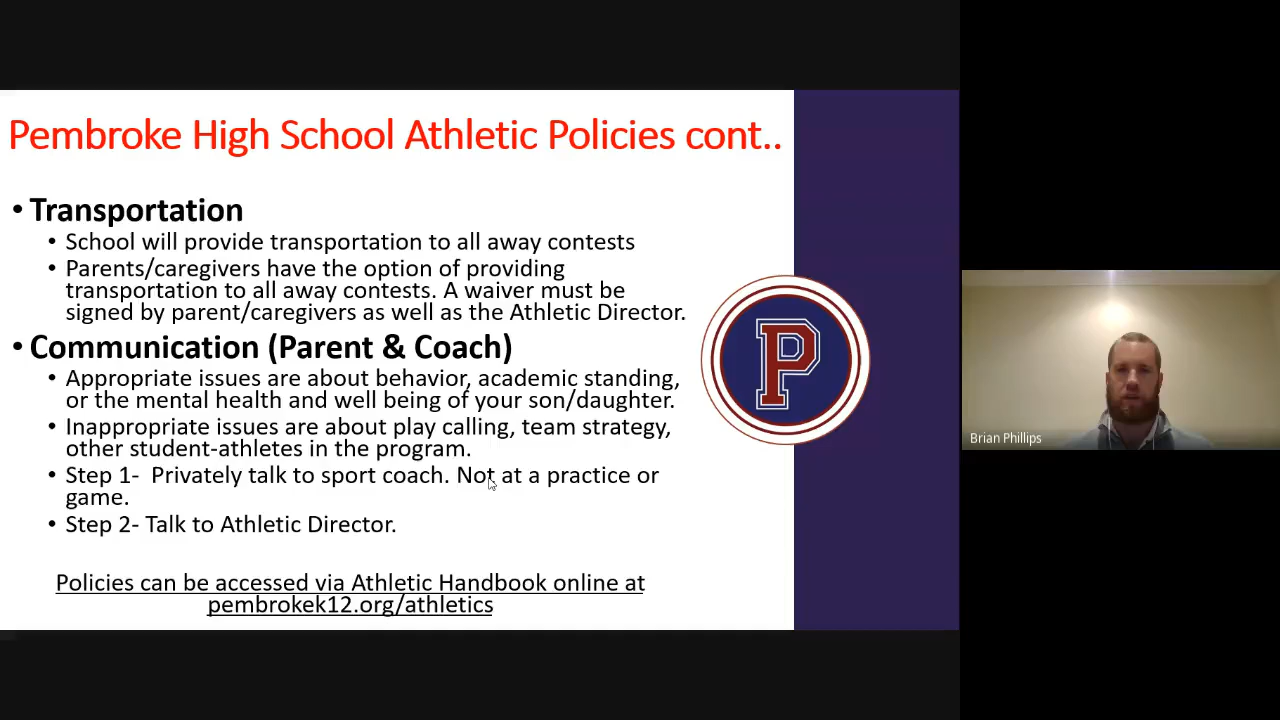 Pembroke High School Athletic Policies cont..
• Transportation
• School will provide transportation to all away contests
• Parents/caregivers have the option of providing
transportation to all away contests. A waiver must be
signed by parent/caregivers as well as the Athletic Director.
• Communication (Parent & Coach)
• Appropriate issues are about behavior, academic standing,
or the mental health and well being of your son/daughter.
• Inappropriate issues are about play calling, team strategy,
other student-athletes in the program.
• Step 1-  Privately talk to sport coach. Not at a practice or
game.
• Step 2- Talk to Athletic Director.
Policies can be accessed via Athletic Handbook online at
pembrokek12.org/athletics
P
Brian Phillips